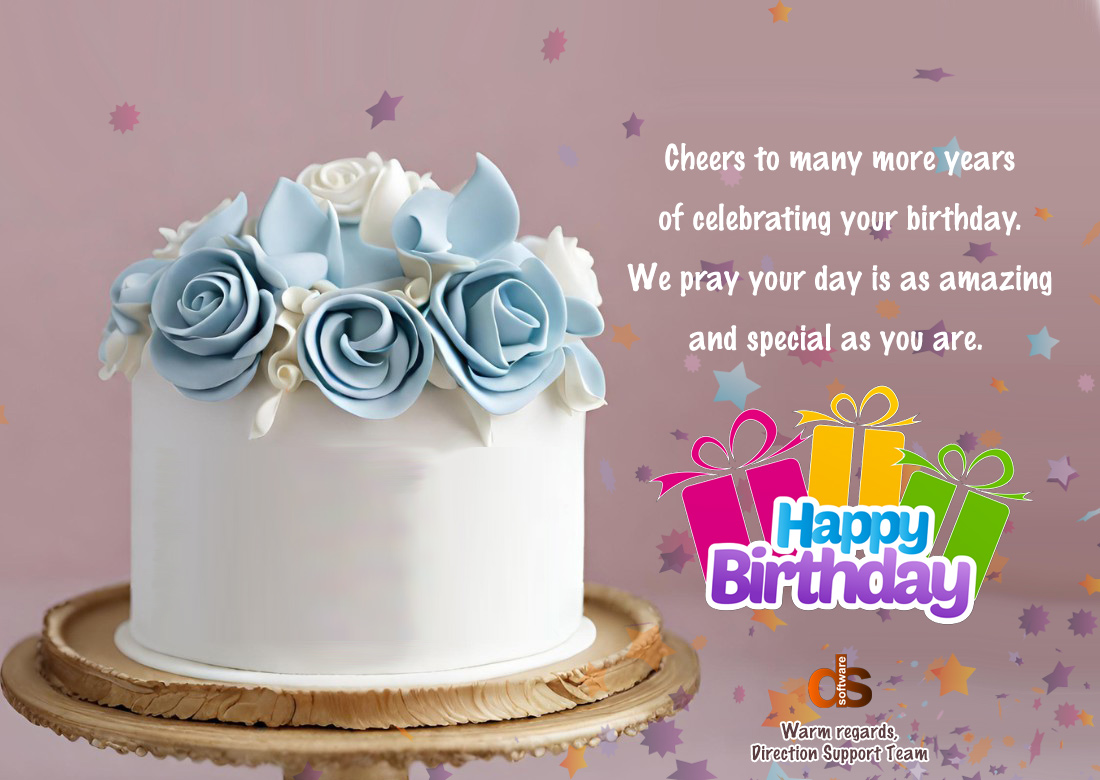 Cheers to many more years
of celebrating your birthday.
We pray your day is as amazing
and special as you are.
Happy
Birthday
ds
software
Warm regards,
Direction Support Team